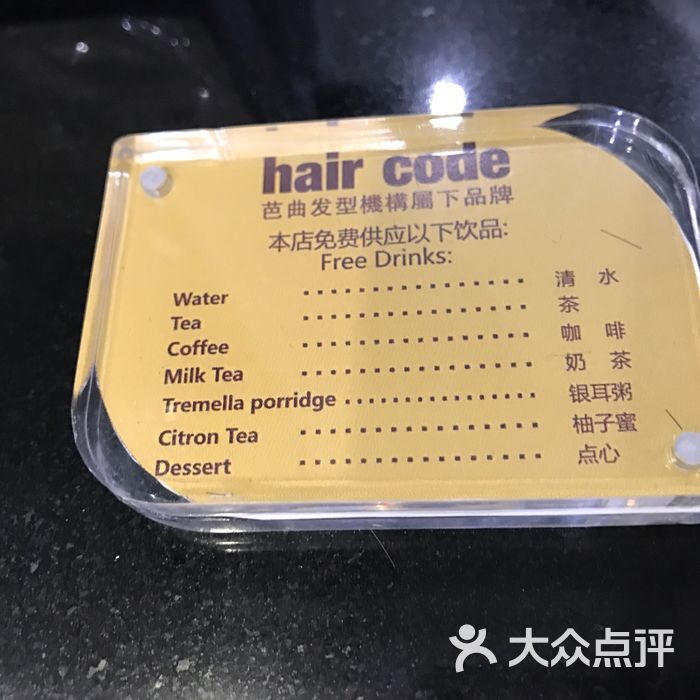 hair code
芭曲发型機構屬下品牌
本店免费供应以下饮品:
Free Drinks:
Water ................ 清 水
Tea ................ 茶
Coffee ................ 咖 啡
Milk Tea ................ 奶 茶
Tremella porridge ................ 银耳粥
Citron Tea ................ 柚子蜜
Dessert ................ 点心
大众点评